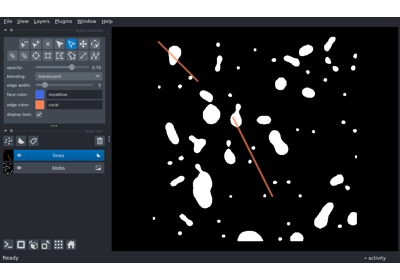 File View Layers Plugins Window Help
opacity: 0.70
blending: translucent
edge width: 5
face color: royalblue
edge color: coral
display text: ✓
lines
blobs
Ready
activity